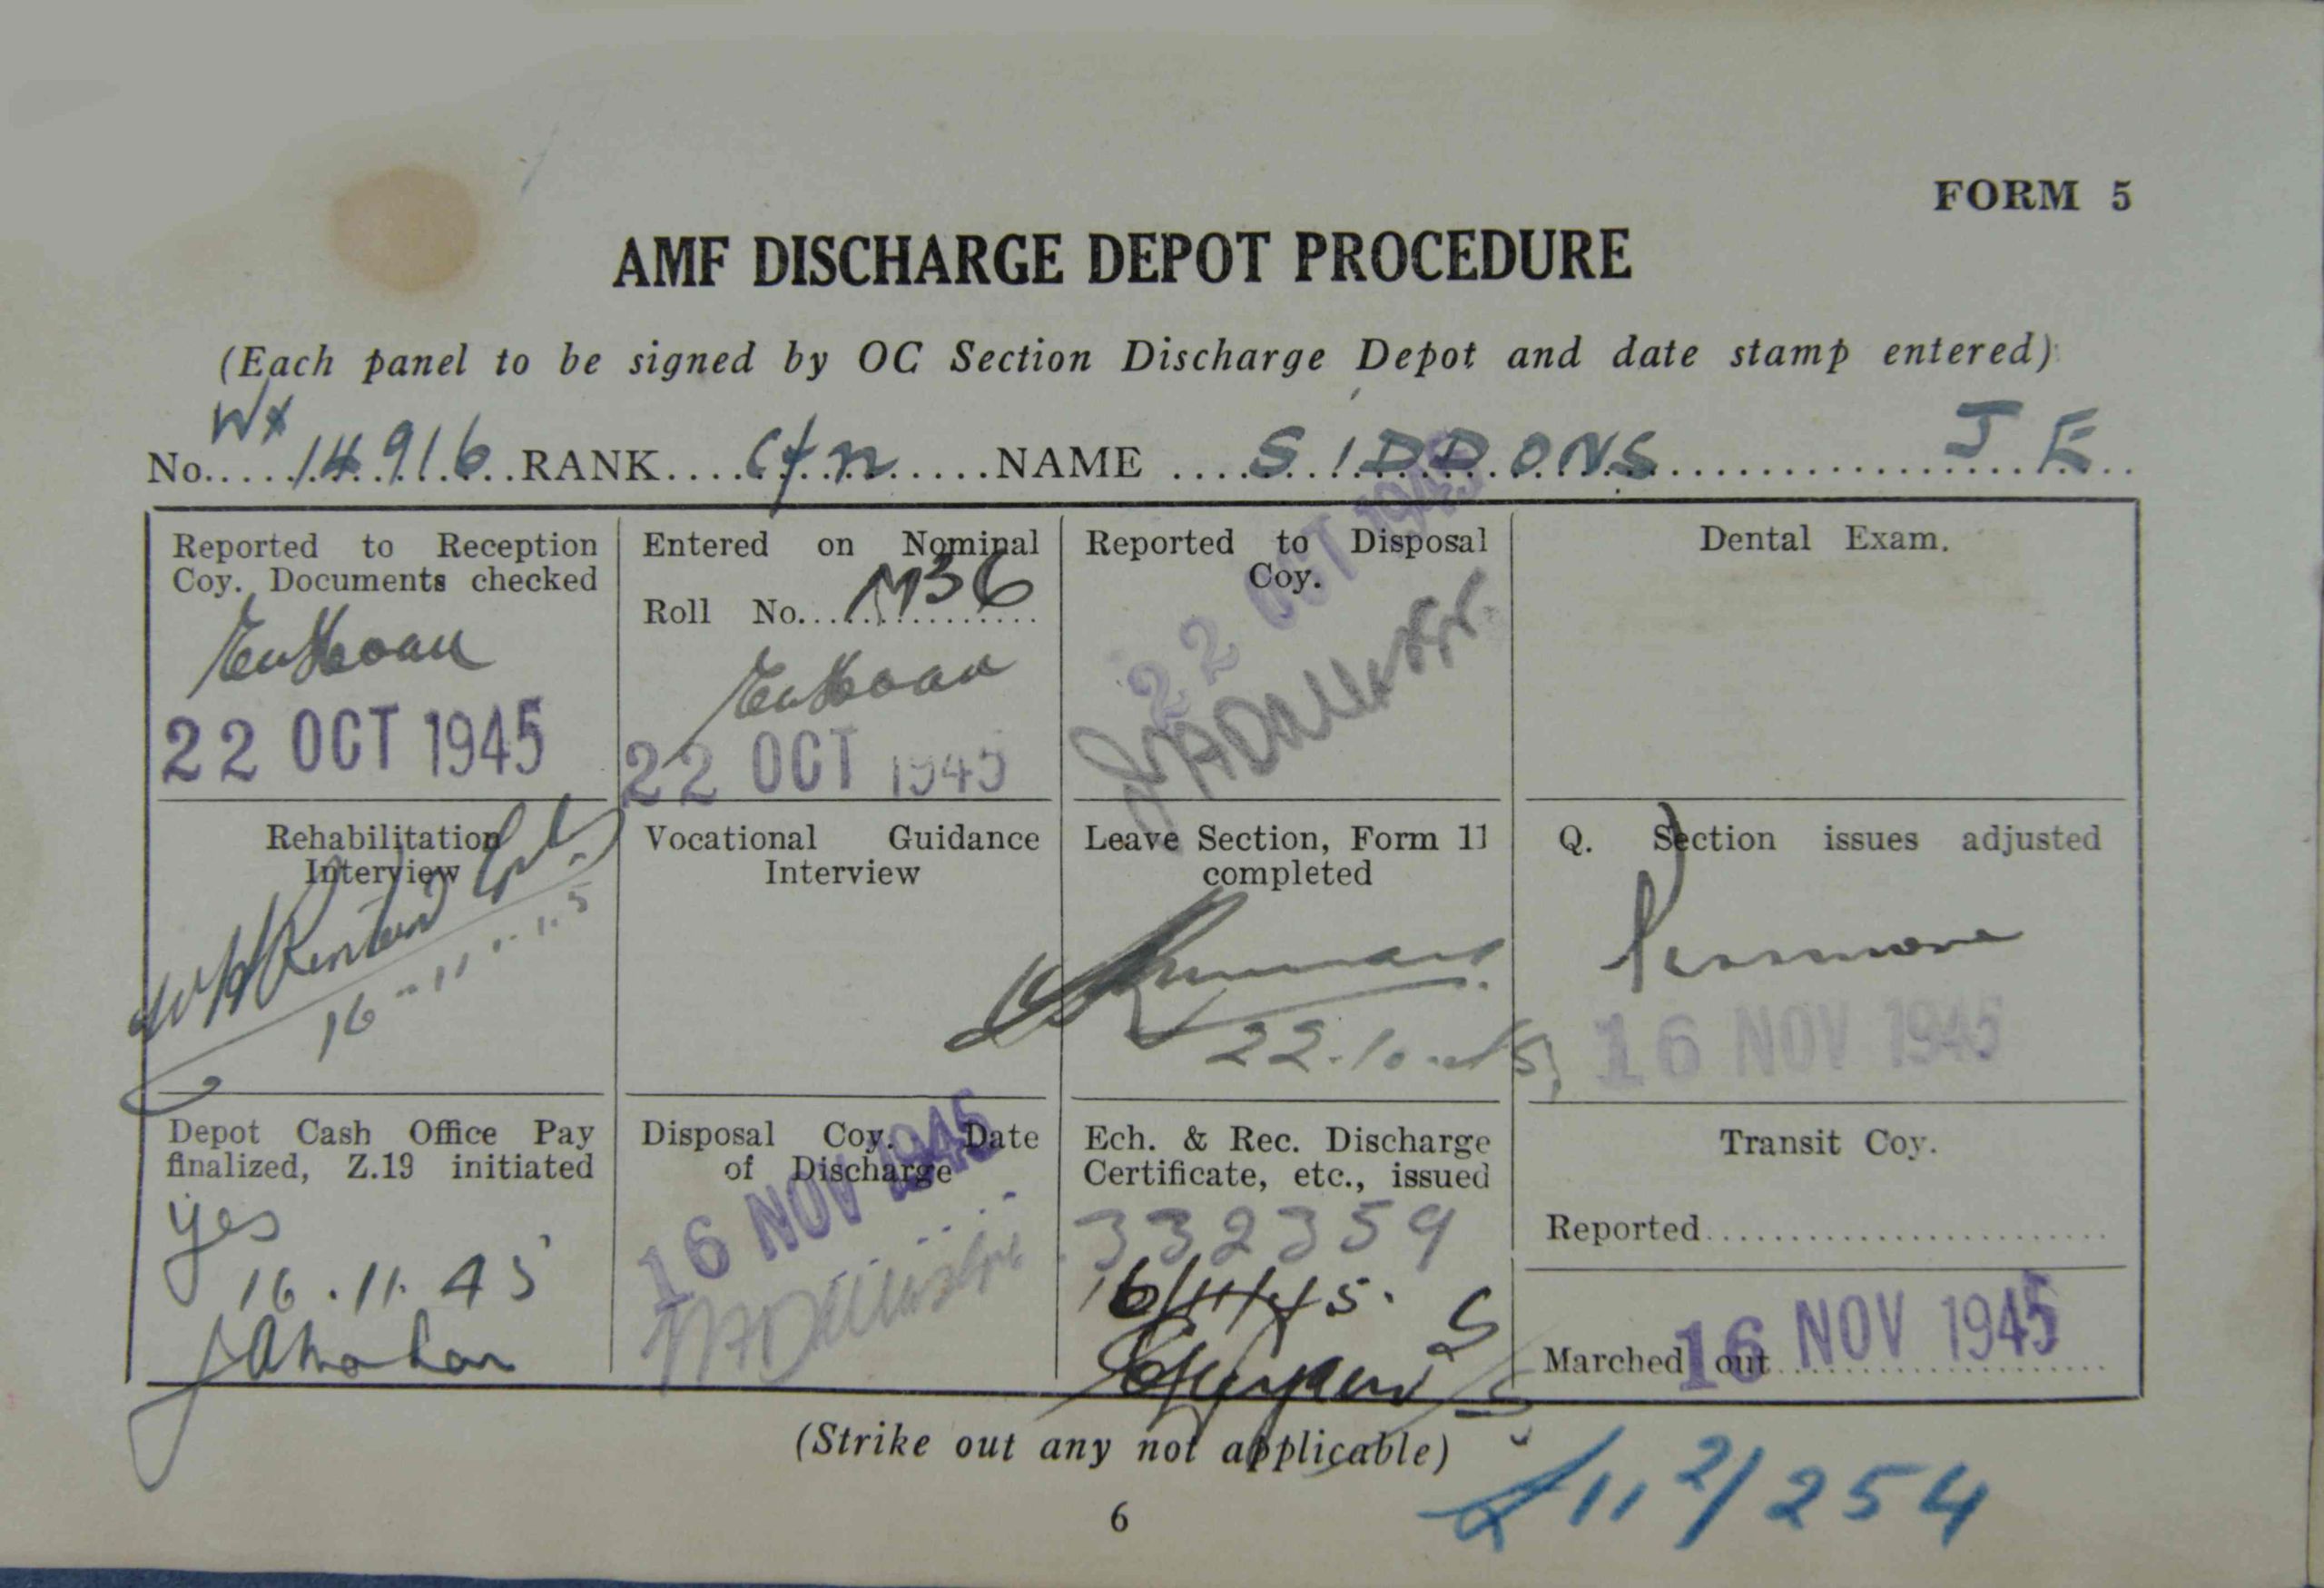 FORM 5
AMF DISCHARGE DEPOT PROCEDURE
(Each panel to be signed by OC Section Discharge Depot and date stamp entered)
WX
No. 14916 RANK Cfn NAME SIDDONS J E
Reported to Reception
Coy. Documents checked
22 OCT 1945
Entered on Nominal
Roll No. M36
22 OCT 1945
Reported to Disposal
Coy.
22 OCT 1945
Dental Exam.
Rehabilitation
Interview
16-11-45
Vocational Guidance
Interview
Leave Section, Form 11
completed
22.10.45
Q. Section issues adjusted
16 NOV 1945
Depot Cash Office Pay
finalized, Z.19 initiated
yes
16.11.45
Disposal Coy. Date
of Discharge
16 NOV 1945
Ech. & Rec. Discharge
Certificate, etc., issued
332359
16/11/45.
Transit Coy.
Reported
Marched out 16 NOV 1945
(Strike out any not applicable)
6